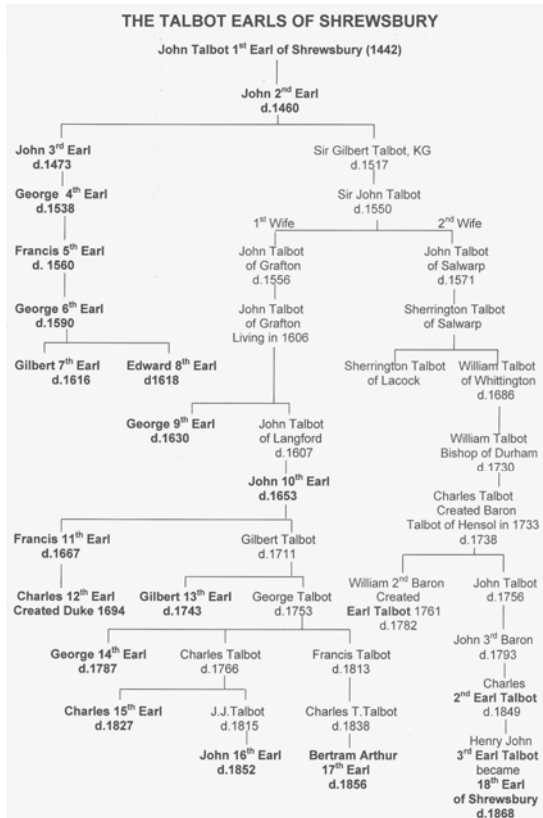 THE TALBOT EARLS OF SHREWSBURY
John Talbot 1st Earl of Shrewsbury (1442)
John 2nd Earl
d.1460
John 3rd Earl
d.1473
Sir Gilbert Talbot, KG
d.1517
George 4th Earl
d.1538
Sir John Talbot
d.1550
1st Wife
2nd Wife
Francis 5th Earl
d. 1560
John Talbot
of Grafton
d.1556
John Talbot
of Salwarp
d.1571
George 6th Earl
d.1590
John Talbot
of Grafton
Living in 1606
Sherrington Talbot
of Salwarp
Gilbert 7th Earl
d.1616
Edward 8th Earl
d1618
Sherrington Talbot
of Lacock
William Talbot
of Whittington
d.1686
George 9th Earl
d.1630
John Talbot
of Langford
d.1607
William Talbot
Bishop of Durham
d.1730
John 10th Earl
d.1653
Charles Talbot
Created Baron
Talbot of Hensol in 1733
d.1738
Francis 11th Earl
d.1667
Gilbert Talbot
d.1711
Charles 12th Earl
Created Duke 1694
Gilbert 13th Earl
d.1743
George Talbot
d.1753
William 2nd Baron
Created
Earl Talbot 1761
d.1782
John Talbot
d.1756
George 14th Earl
d.1787
Charles Talbot
d.1766
Francis Talbot
d.1813
John 3rd Baron
d.1793
Charles 15th Earl
d.1827
J.J.Talbot
d.1815
Charles T.Talbot
d.1838
Charles
2nd Earl Talbot
d.1849
John 16th Earl
d.1852
Bertram Arthur
17th Earl
d.1856
Henry John
3rd Earl Talbot
became
18th Earl
of Shrewsbury
d.1868